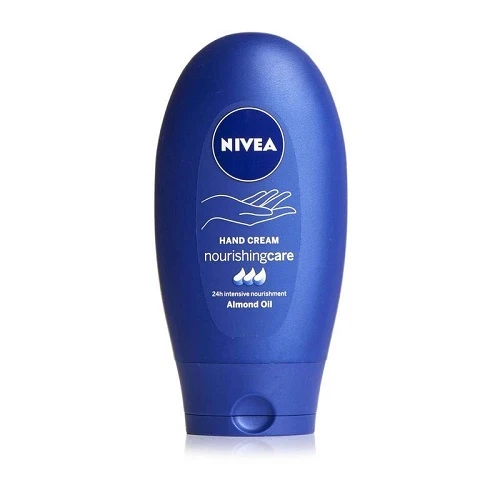 NIVEA
HAND CREAM
nourishingcare
24h intensive nourishment
Almond Oil